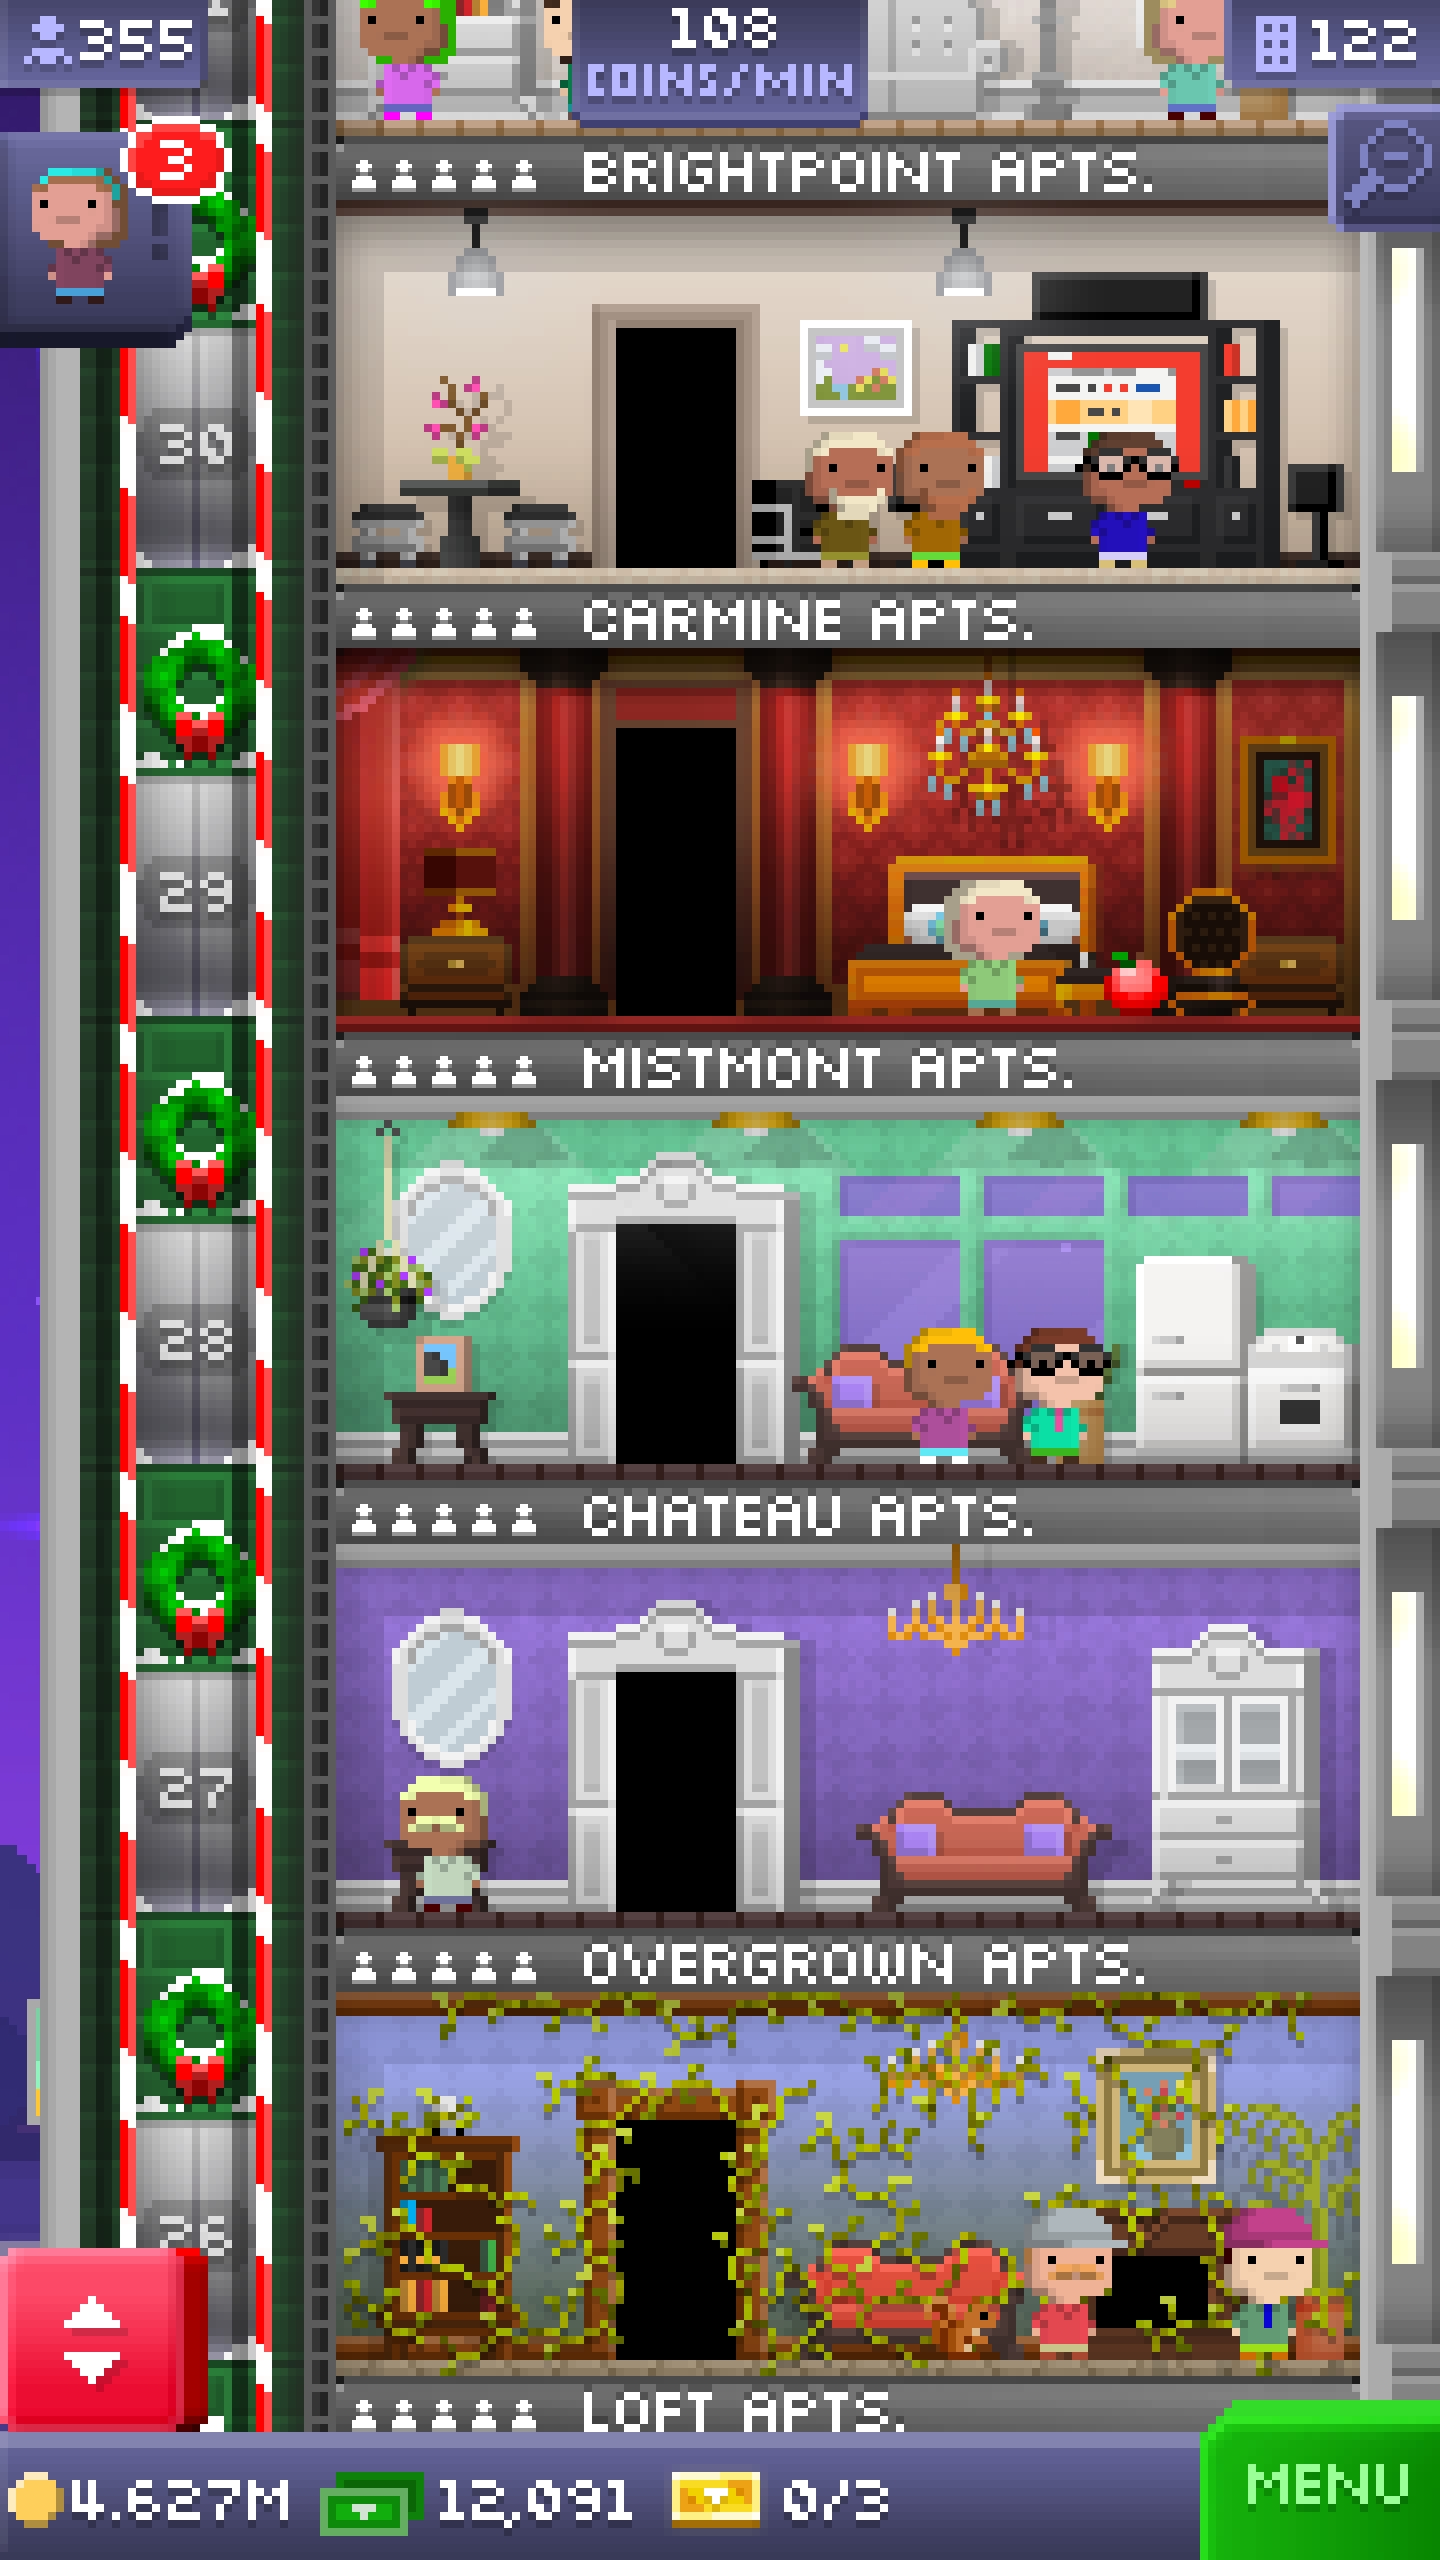 355
108
COINS/MIN
122
3
BRIGHTPOINT APTS.
30
CARMINE APTS.
29
MISTMONT APTS.
28
CHATEAU APTS.
27
OVERGROWN APTS.
26
LOFT APTS.
4.627M 12,091 0/3
MENU